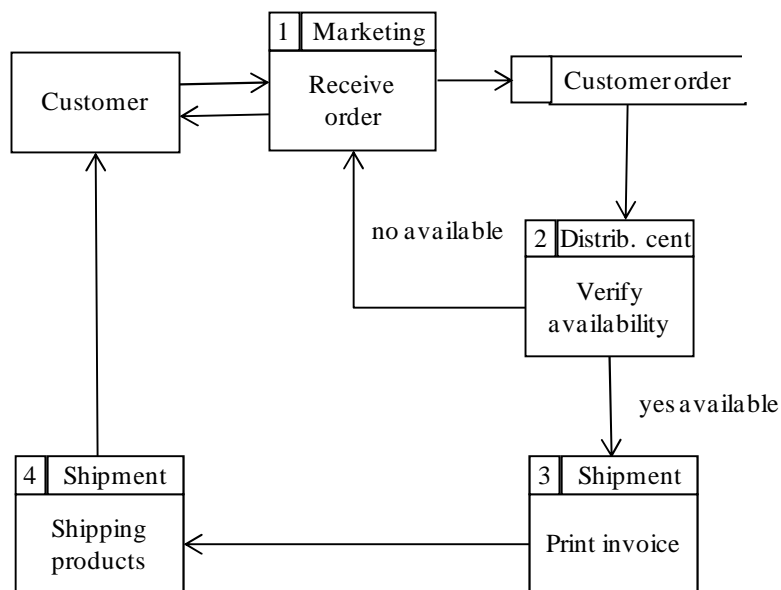 1 Marketing
Customer
Receive
order
Customer order
no available
2 Distrib. cent
Verify
availability
yes available
4 Shipment
Shipping
products
3 Shipment
Print invoice